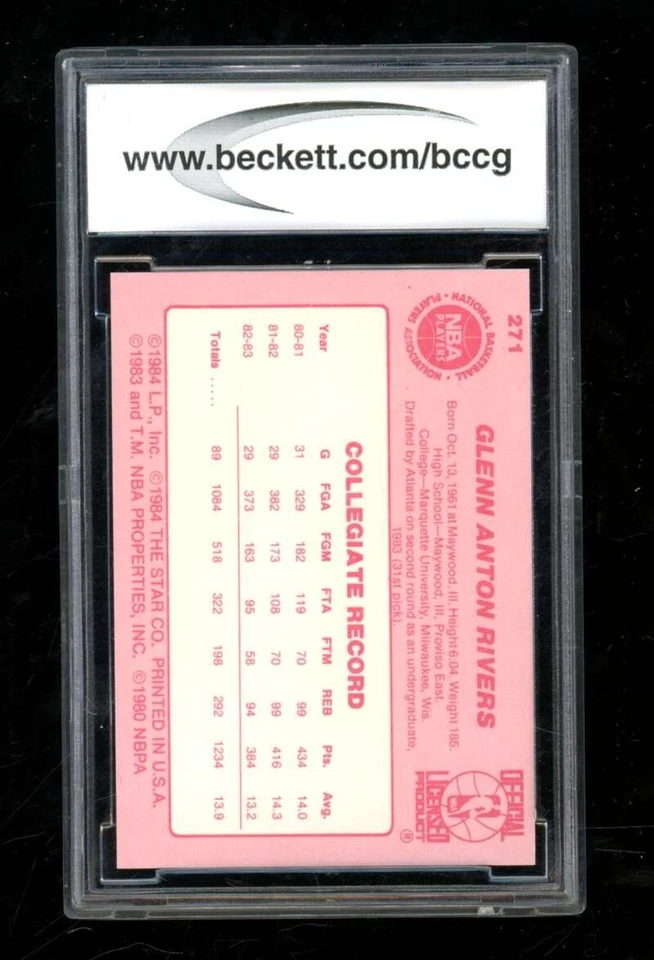 www.beckett.com/bccg
271
NATIONAL BASKETBALL
PLAYERS ASSOCIATION
NBA
PLAYERS
GLENN ANTON RIVERS
Born Oct. 13, 1961 at Maywood, Ill. Height 6:04. Weight 185.
High School—Maywood, Ill, Proviso East.
College—Marquette University, Milwaukee, Wis.
Drafted by Atlanta on second round as an undergraduate,
1983 (31st pick).
OFFICIAL
LICENSED
PRODUCT
®
COLLEGIATE RECORD
Year G FGA FGM FTA FTM REB Pts. Avg.
80-81 31 329 182 119 70 99 434 14.0
81-82 29 382 173 108 70 99 416 14.3
82-83 29 373 163 95 58 94 384 13.2
Totals ..... 89 1084 518 322 198 292 1234 13.9
©1984 L.P., Inc. ©1984 THE STAR CO. PRINTED IN U.S.A.
©1983 and T.M. NBA PROPERTIES, INC. ©1980 NBPA